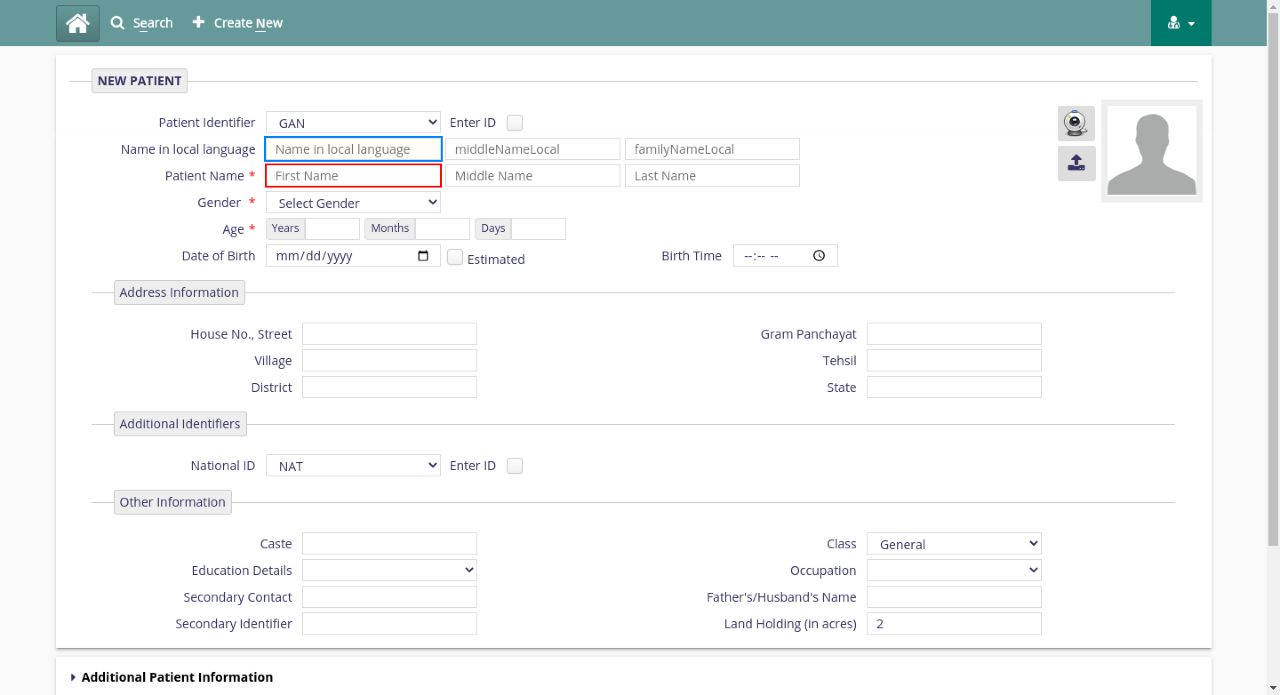 Search Create New
NEW PATIENT
Patient Identifier GAN Enter ID
Name in local language Name in local language middleNameLocal familyNameLocal
Patient Name * First Name Middle Name Last Name
Gender * Select Gender
Age * Years Months Days
Date of Birth mm/dd/yyyy Estimated Birth Time --:-- --
Address Information
House No., Street Gram Panchayat
Village Tehsil
District State
Additional Identifiers
National ID NAT Enter ID
Other Information
Caste Class General
Education Details Occupation
Secondary Contact Father's/Husband's Name
Secondary Identifier Land Holding (in acres) 2
Additional Patient Information